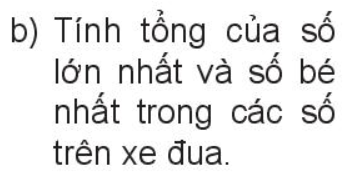 b) Tính tổng của số
lớn nhất và số bé
nhất trong các số
trên xe đua.